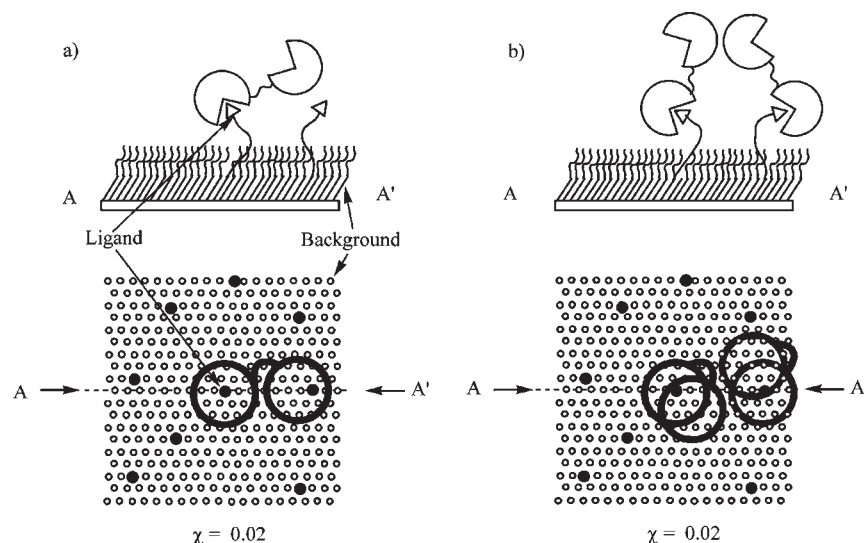 a)
A
A'
Ligand
Background
A
A'
χ = 0.02
b)
A
A'
A
A
χ = 0.02